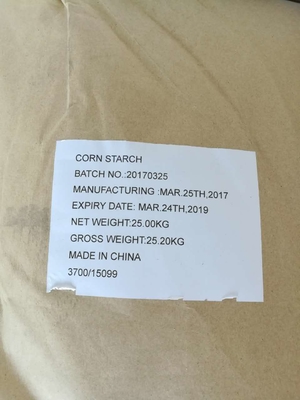 CORN STARCH
BATCH NO.:20170325
MANUFACTURING :MAR.25TH,2017
EXPIRY DATE: MAR.24TH,2019
NET WEIGHT:25.00KG
GROSS WEIGHT:25.20KG
MADE IN CHINA
3700/15099